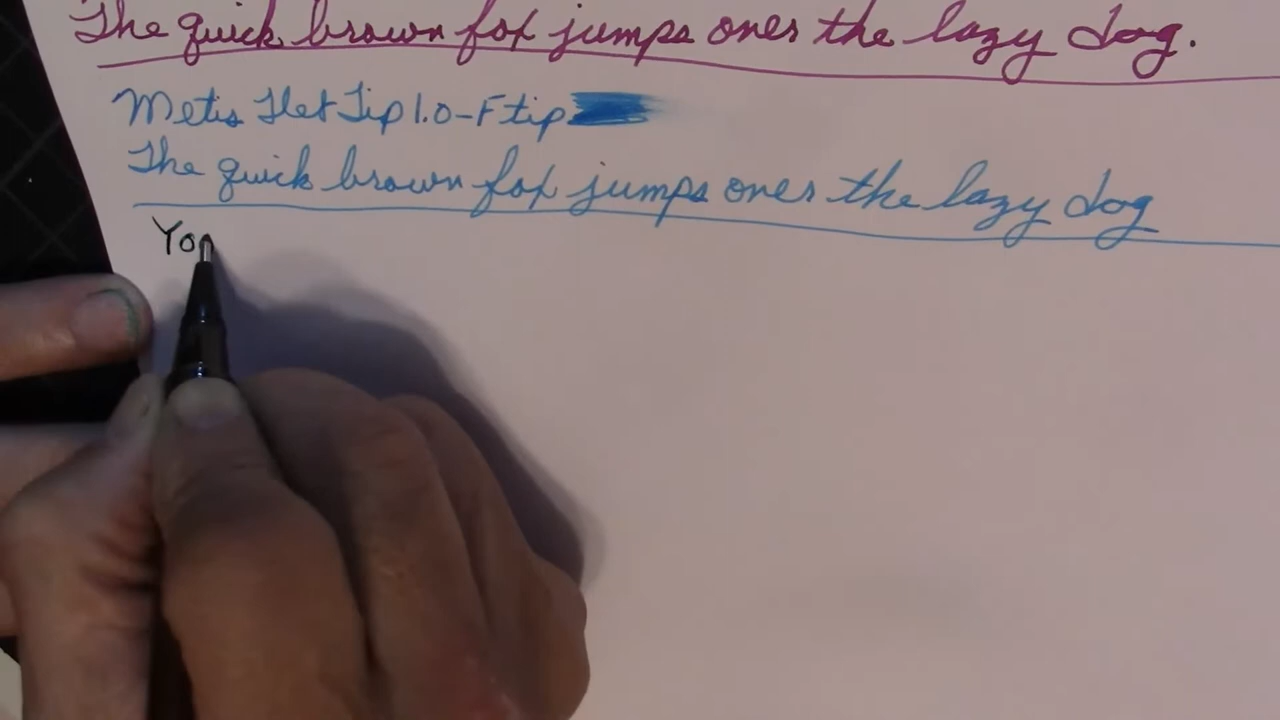 The quick brown fox jumps over the lazy dog.
Metis Flet Tip 1.0-F tip
The quick brown fox jumps over the lazy dog
Yo